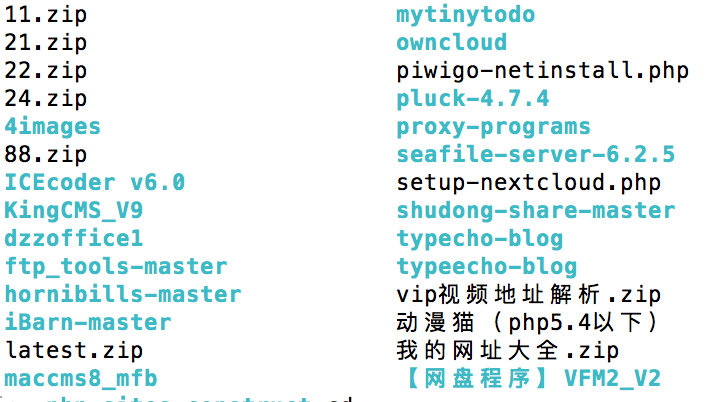 11.zip
21.zip
22.zip
24.zip
4images
88.zip
ICEcoder v6.0
KingCMS_V9
dzzoffice1
ftp_tools-master
hornibills-master
iBarn-master
latest.zip
maccms8_mfb
mytinytodo
owncloud
piwigo-netinstall.php
pluck-4.7.4
proxy-programs
seafile-server-6.2.5
setup-nextcloud.php
shudong-share-master
typecho-blog
typeecho-blog
vip视频地址解析.zip
动漫猫（php5.4以下）
我的网址大全.zip
【网盘程序】VFM2_V2